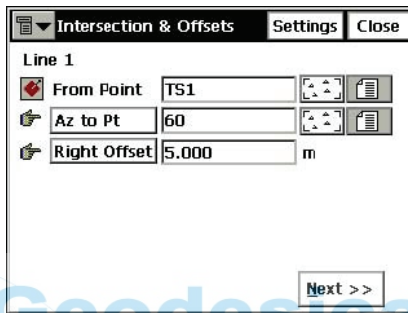 Intersection & Offsets Settings Close
Line 1
From Point TS1
Az to Pt 60
Right Offset 5.000 m
Next >>